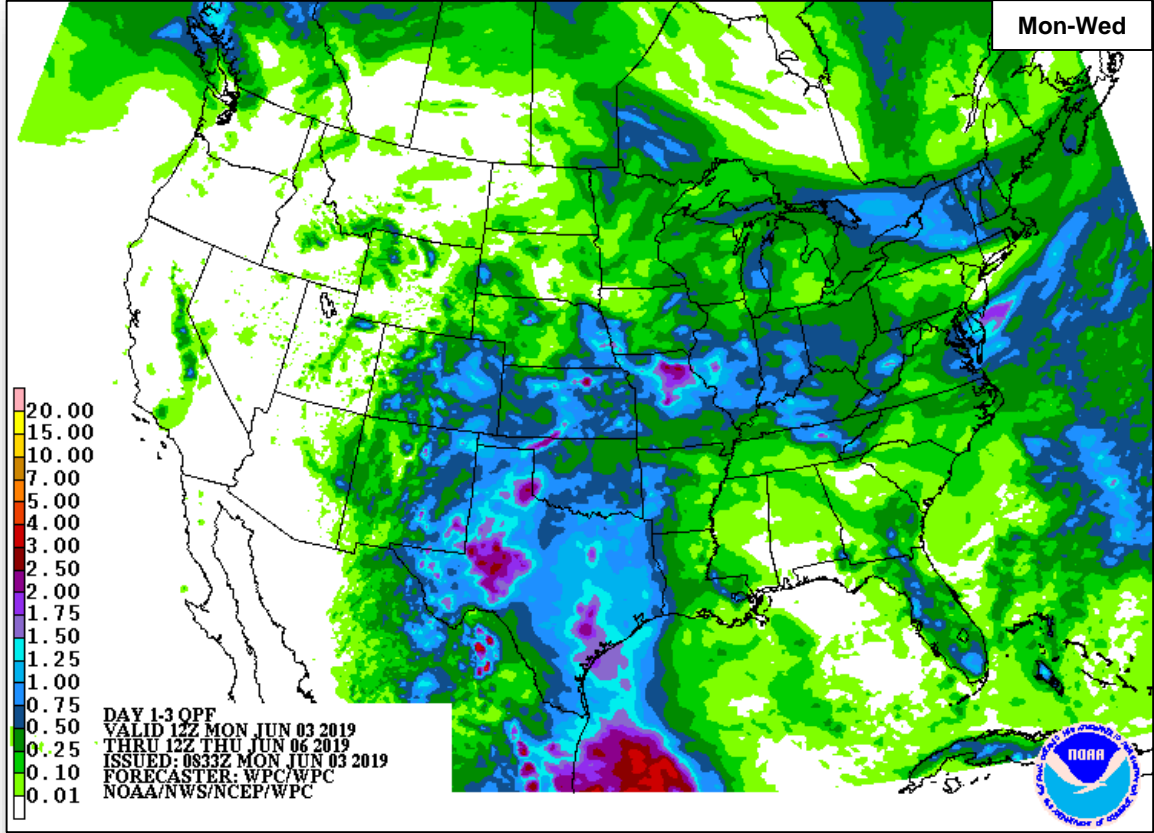 Mon-Wed
20.00
15.00
10.00
7.00
5.00
4.00
3.00
2.50
2.00
1.75
1.50
1.25
1.00
0.75
0.50
0.25
0.10
0.01
DAY 1-3 QPF
VALID 12Z MON JUN 03 2019
THRU 12Z THU JUN 06 2019
ISSUED: 0833Z MON JUN 03 2019
FORECASTER: WPC/WPC
NOAA/NWS/NCEP/WPC
NOAA